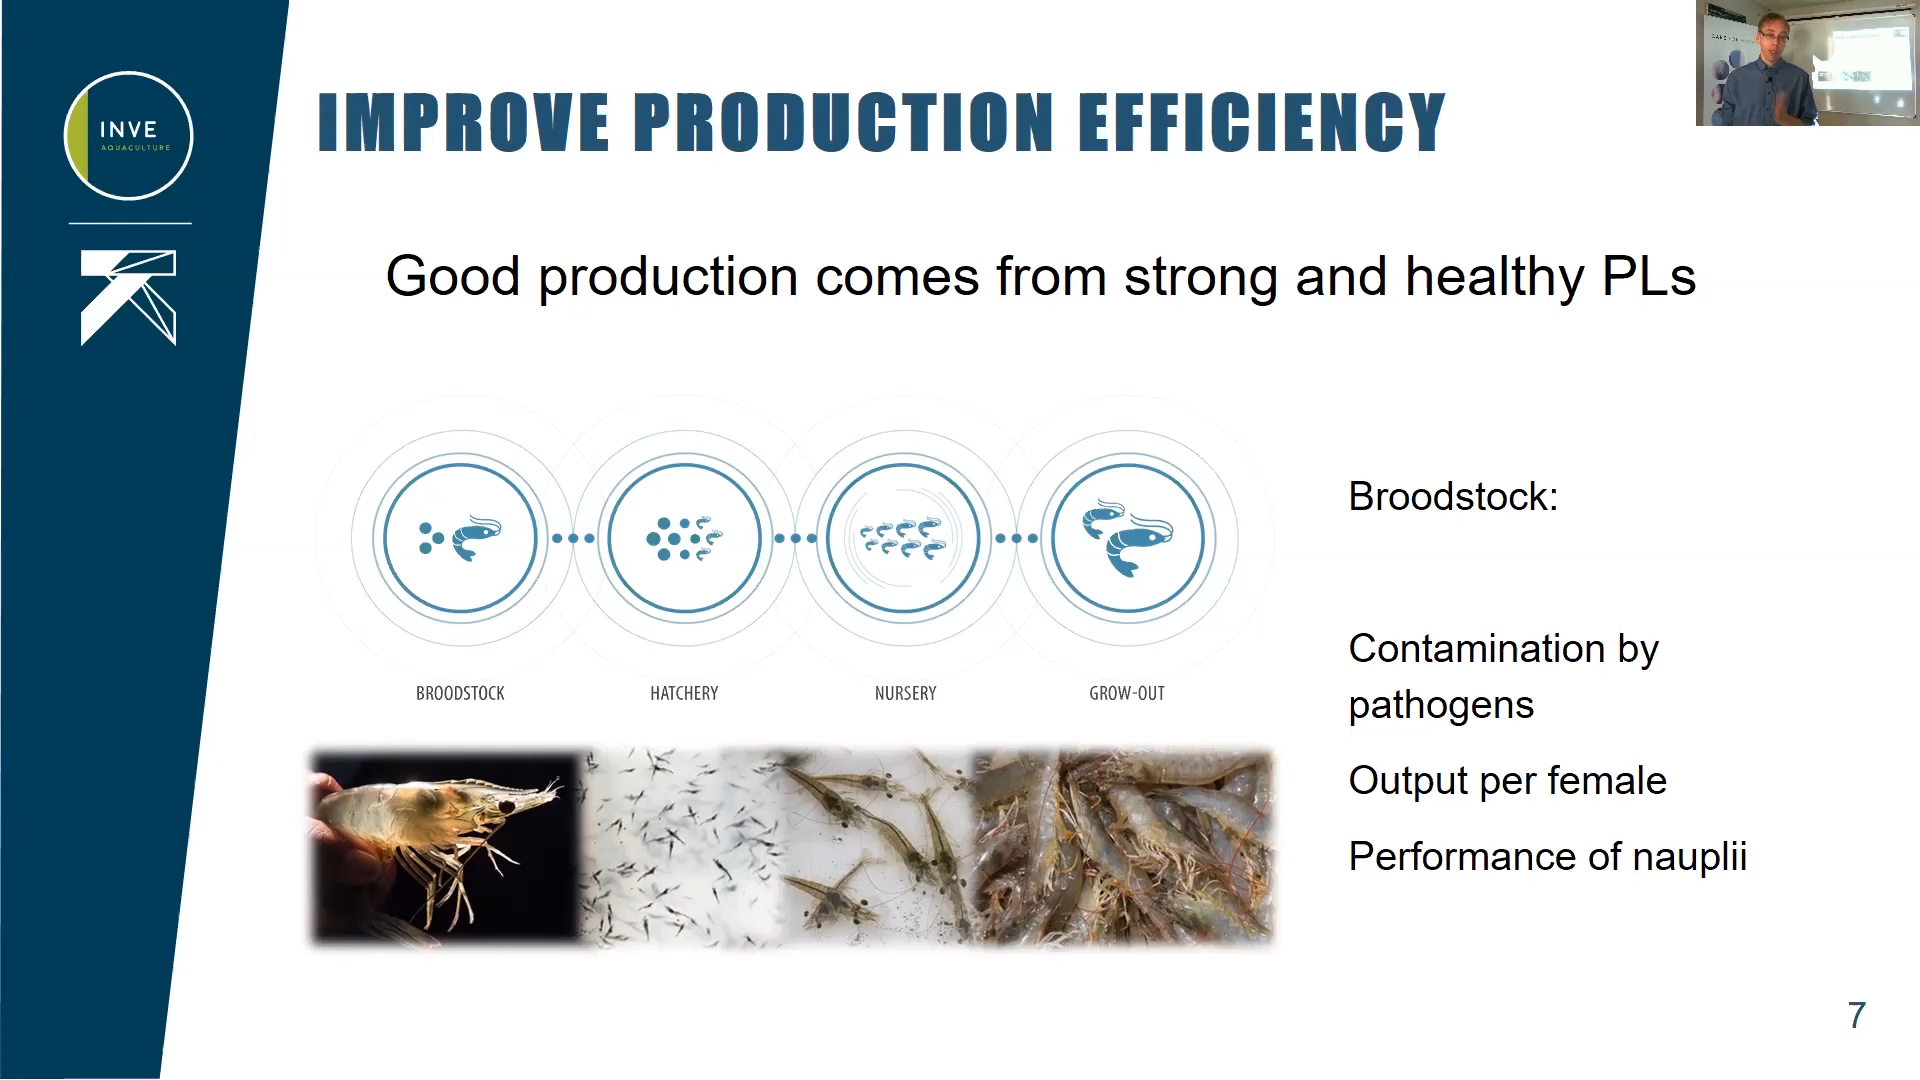 INVE
AQUACULTURE
IMPROVE PRODUCTION EFFICIENCY
Good production comes from strong and healthy PLs
BROODSTOCK
HATCHERY
NURSERY
GROW-OUT
Broodstock:
Contamination by
pathogens
Output per female
Performance of nauplii
7